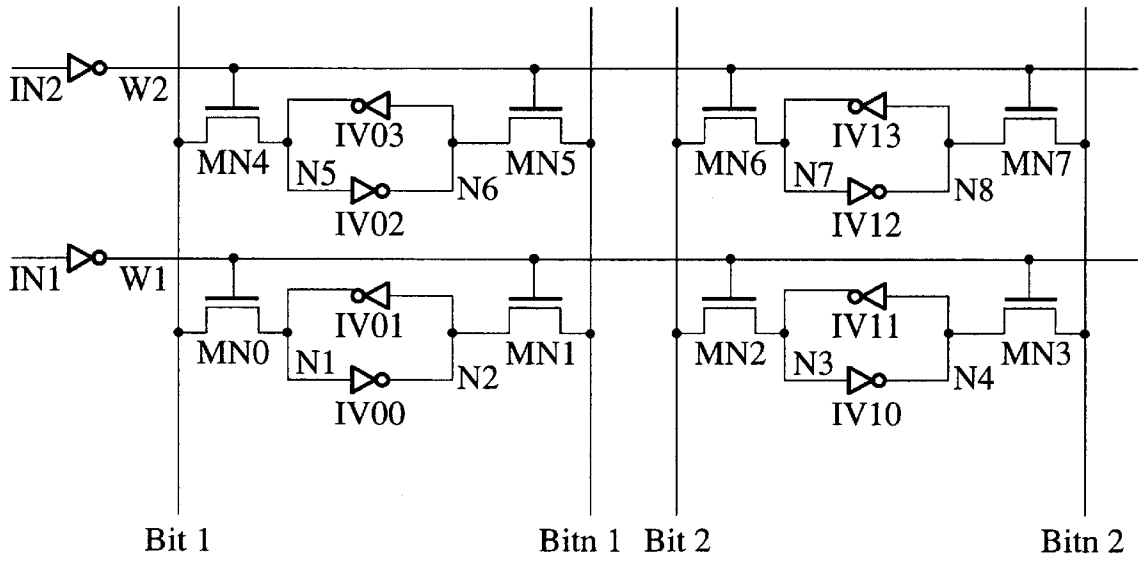 IN2
W2
IV03
IV13
MN4
N5
N6
MN5
MN6
N7
N8
MN7
IV02
IV12
IN1
W1
IV01
IV11
MN0
N1
N2
MN1
MN2
N3
N4
MN3
IV00
IV10
Bit 1
Bitn 1
Bit 2
Bitn 2